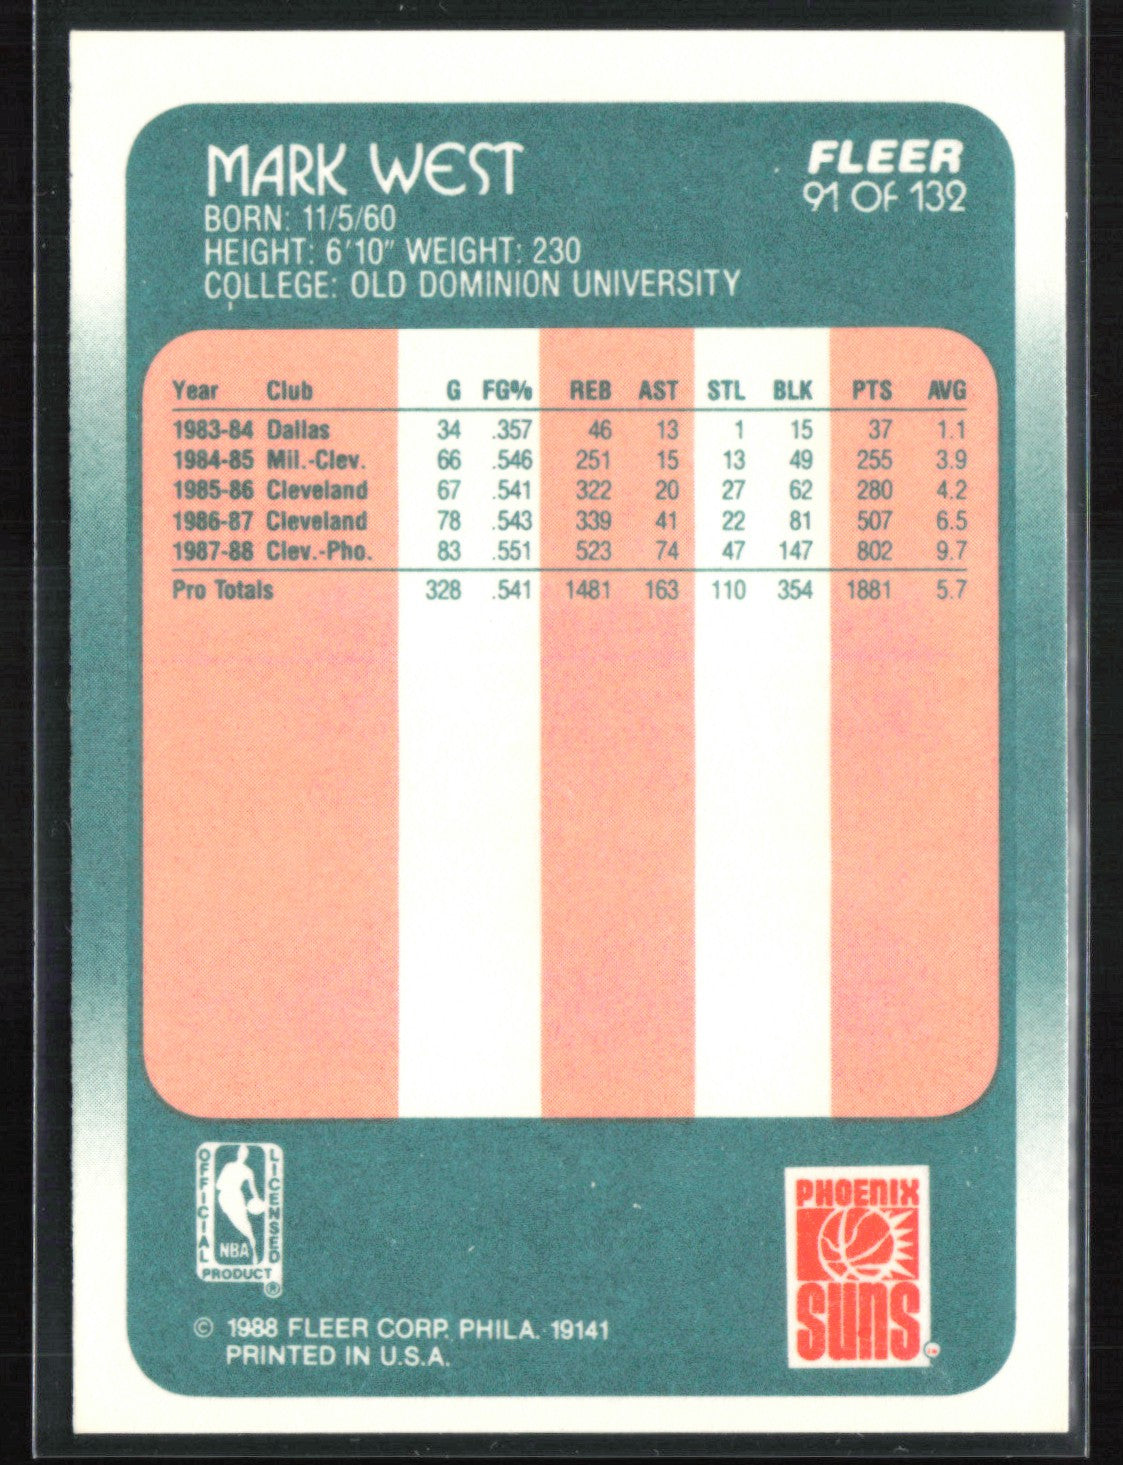 MARK WEST
FLEER
91 OF 132
BORN: 11/5/60
HEIGHT: 6'10" WEIGHT: 230
COLLEGE: OLD DOMINION UNIVERSITY
Year Club G FG% REB AST STL BLK PTS AVG
1983-84 Dallas 34 .357 46 13 1 15 37 1.1
1984-85 Mil.-Clev. 66 .546 251 15 13 49 255 3.9
1985-86 Cleveland 67 .541 322 20 27 62 280 4.2
1986-87 Cleveland 78 .543 339 41 22 81 507 6.5
1987-88 Clev.-Pho. 83 .551 523 74 47 147 802 9.7
Pro Totals 328 .541 1481 163 110 354 1881 5.7
OFFICIAL
LICENSED
NBA
PRODUCT
®
PHOENIX
SUNS
© 1988 FLEER CORP. PHILA. 19141
PRINTED IN U.S.A.